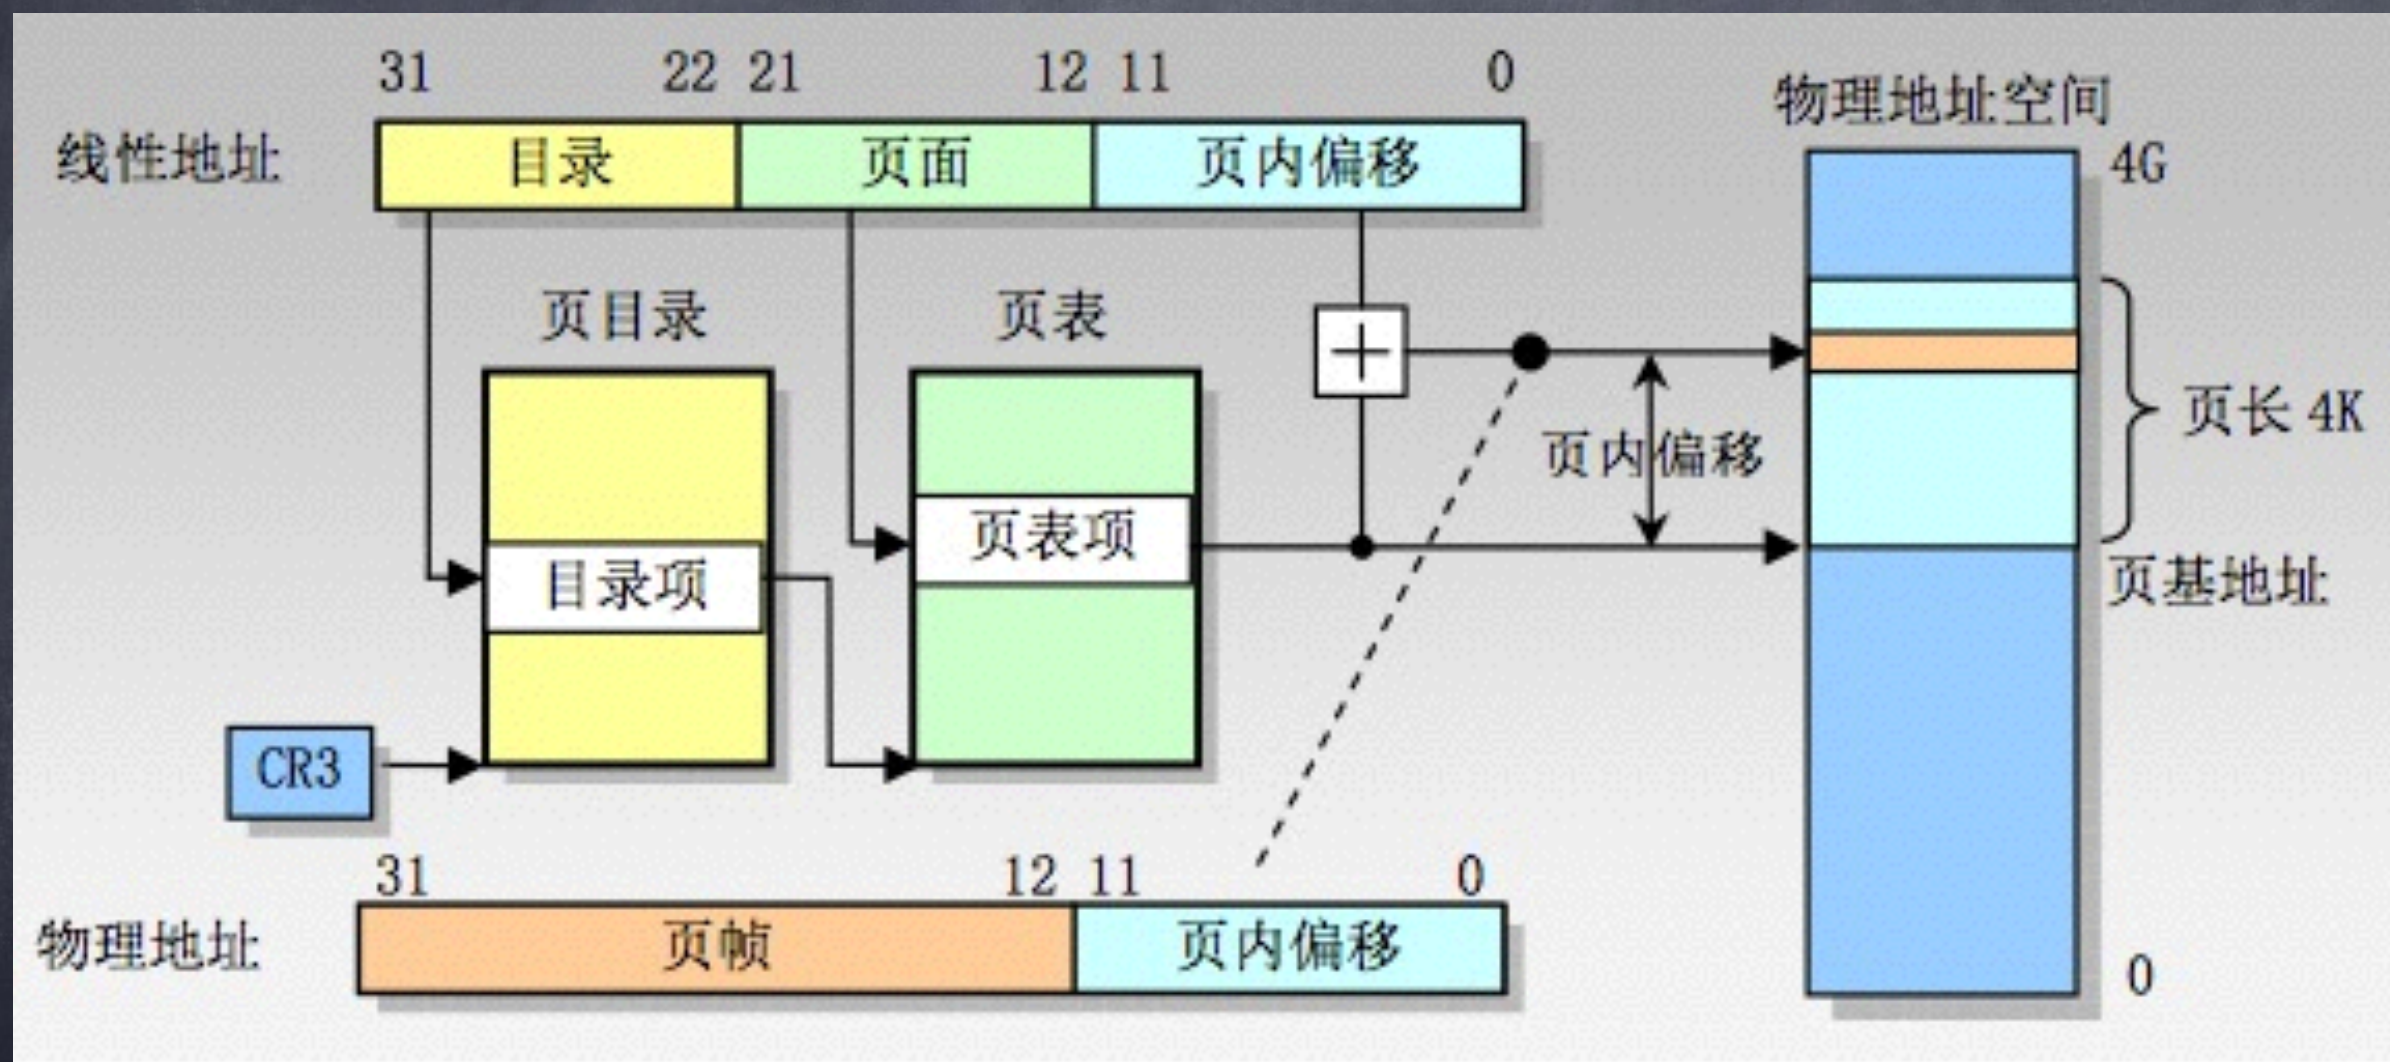 31 22 21 12 11 0
物理地址空间
线性地址 目录 页面 页内偏移
4G
页目录 页表
+
页长 4K
页内偏移
页表项
目录项
页基地址
CR3
31 12 11 0
物理地址 页帧 页内偏移
0